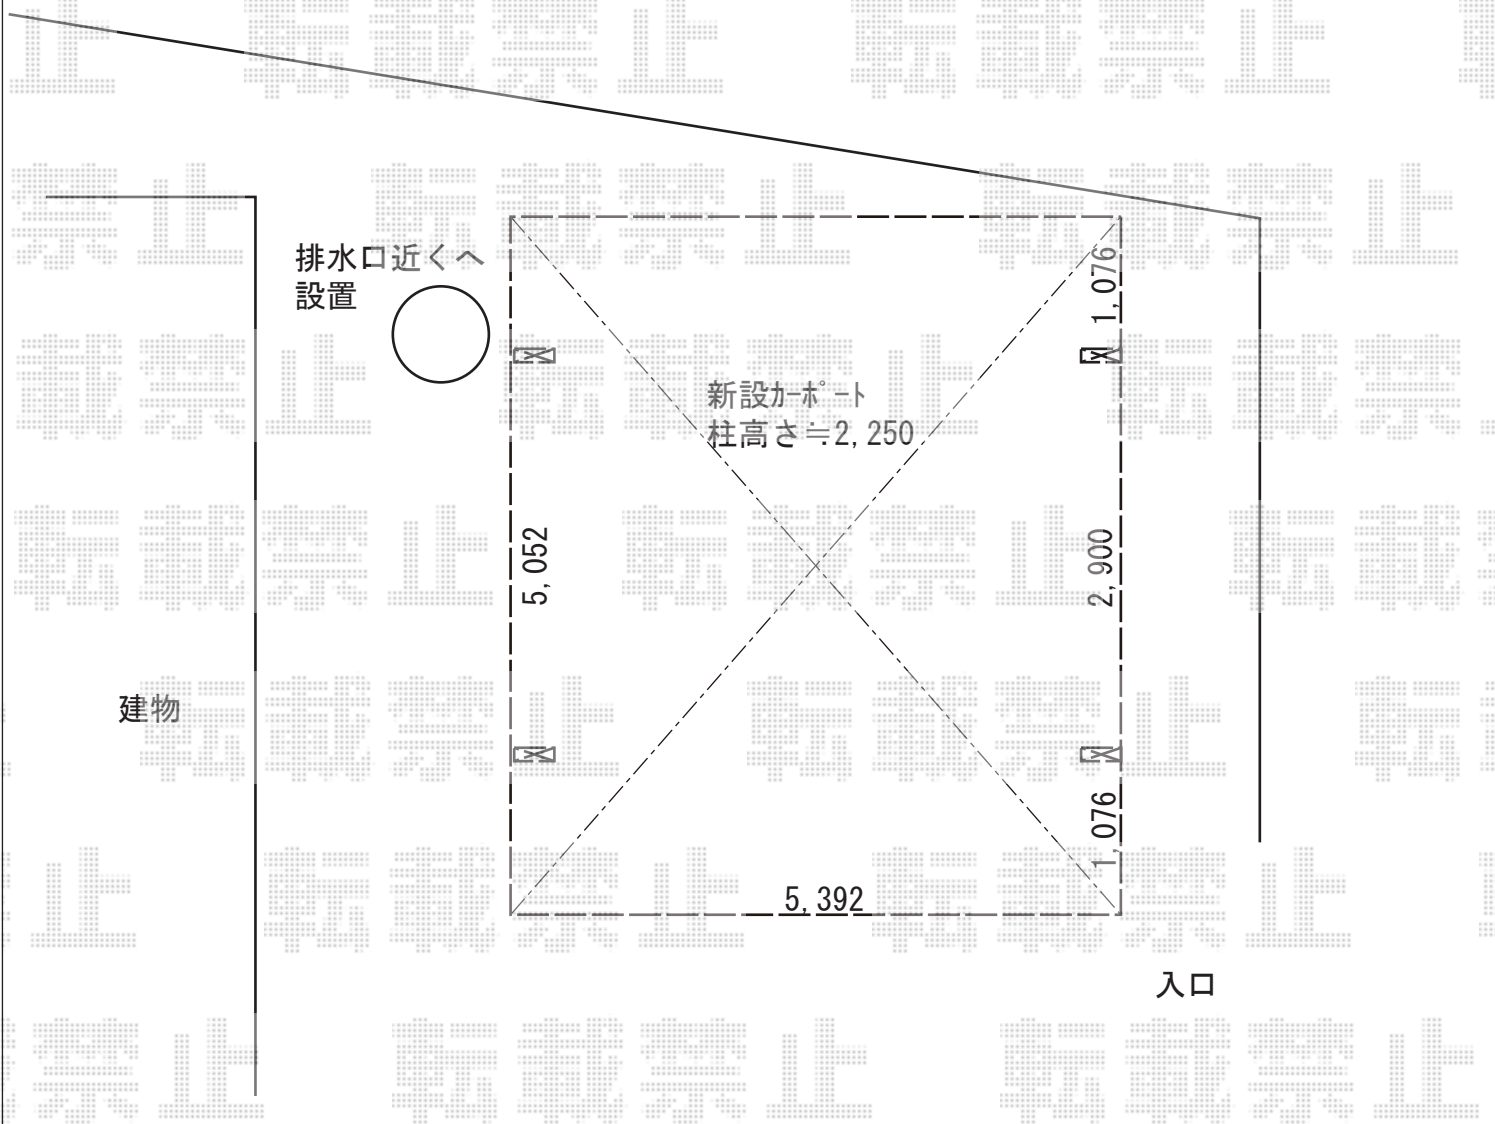 排水口近くへ
設置
1,076
新設ｶｰﾎﾟｰﾄ
柱高さ≒2,250
5,052
2,900
建物
1,076
5,392
入口
転載禁止